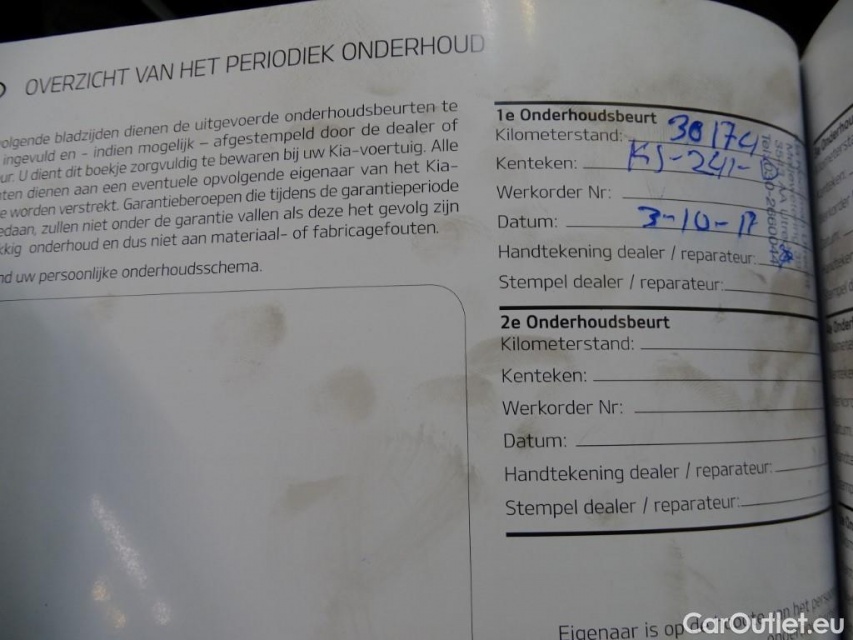 OVERZICHT VAN HET PERIODIEK ONDERHOUD
volgende bladzijden dienen de uitgevoerde onderhoudsbeurten te
ingevuld en - indien mogelijk – afgestempeld door de dealer of
ur. U dient dit boekje zorgvuldig te bewaren bij uw Kia-voertuig. Alle
ten dienen aan een eventuele opvolgende eigenaar van het Kia-
e worden verstrekt. Garantieberoepen die tijdens de garantieperiode
edaan, zullen niet onder de garantie vallen als deze het gevolg zijn
kkig onderhoud en dus niet aan materiaal- of fabricagefouten.
nd uw persoonlijke onderhoudsschema.
1e Onderhoudsbeurt
Kilometerstand: 30174
Kenteken: KJ-241-
Werkorder Nr:
Datum: 3-10-17
Handtekening dealer / reparateur:
Stempel dealer / reparateur:
2e Onderhoudsbeurt
Kilometerstand:
Kenteken:
Werkorder Nr:
Datum:
Handtekening dealer / reparateur:
Stempel dealer / reparateur:
Eigenaar is op de
CarOutlet.eu